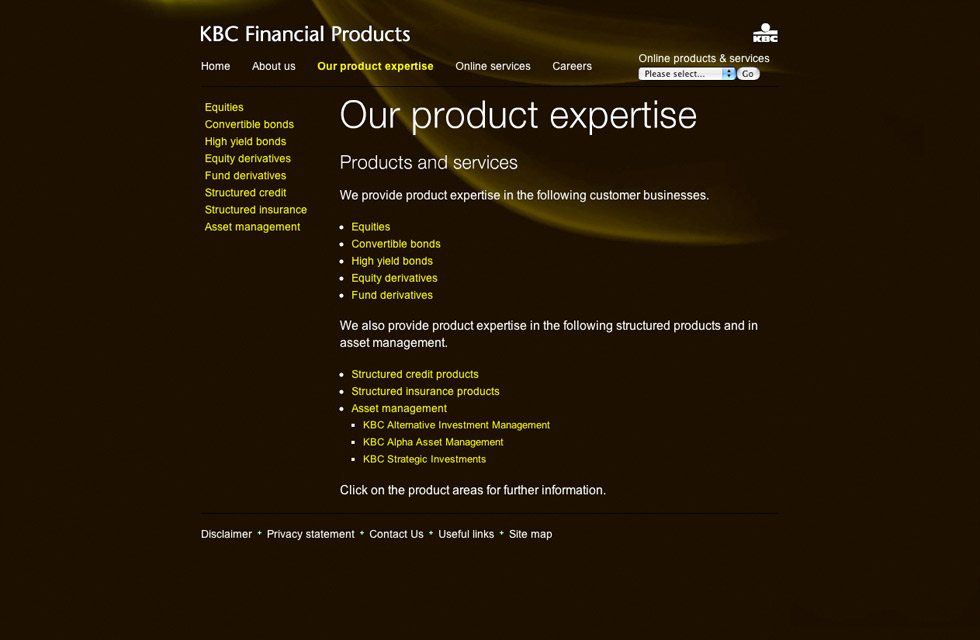 KBC Financial Products
KBC
Online products & services
Home About us Our product expertise Online services Careers
Please select... Go
Equities
Convertible bonds
High yield bonds
Equity derivatives
Fund derivatives
Structured credit
Structured insurance
Asset management
Our product expertise
Products and services
We provide product expertise in the following customer businesses.
Equities
Convertible bonds
High yield bonds
Equity derivatives
Fund derivatives
We also provide product expertise in the following structured products and in
asset management.
Structured credit products
Structured insurance products
Asset management
KBC Alternative Investment Management
KBC Alpha Asset Management
KBC Strategic Investments
Click on the product areas for further information.
Disclaimer + Privacy statement + Contact Us + Useful links + Site map